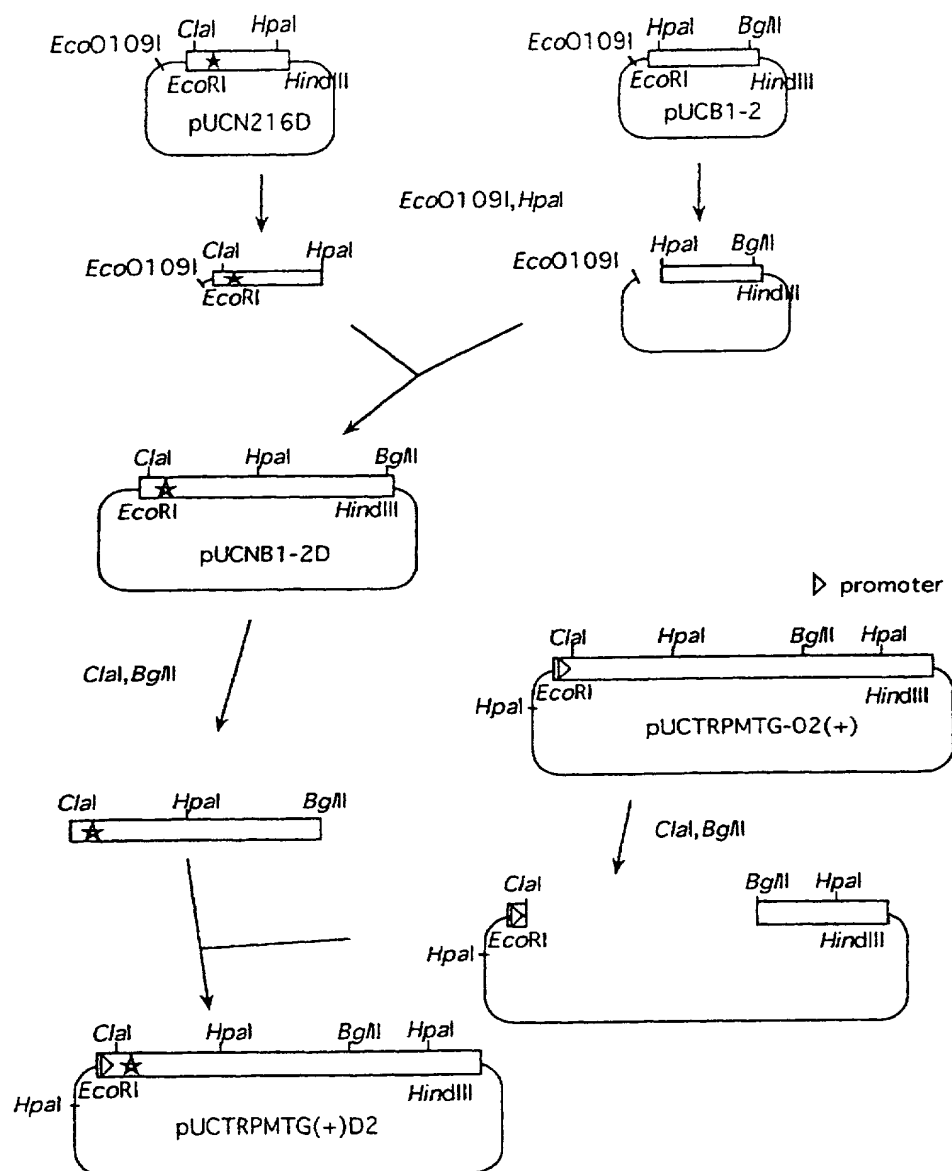 ClaI HpaI
EcoO109I
EcoRI HindIII
pUCN216D
HpaI BglII
EcoO109I
EcoRI HindIII
pUCB1-2
EcoO109I,HpaI
ClaI HpaI
EcoO109I
EcoRI
HpaI BglII
EcoO109I
HindIII
ClaI HpaI BglII
EcoRI HindIII
pUCNB1-2D
promoter
ClaI HpaI BglII HpaI
EcoRI HindIII
HpaI
pUCTRPMTG-02(+)
ClaI,BglII
ClaI HpaI BglII
ClaI,BglII
ClaI BglII HpaI
EcoRI HindIII
HpaI
ClaI HpaI BglII HpaI
EcoRI HindIII
HpaI
pUCTRPMTG(+)D2